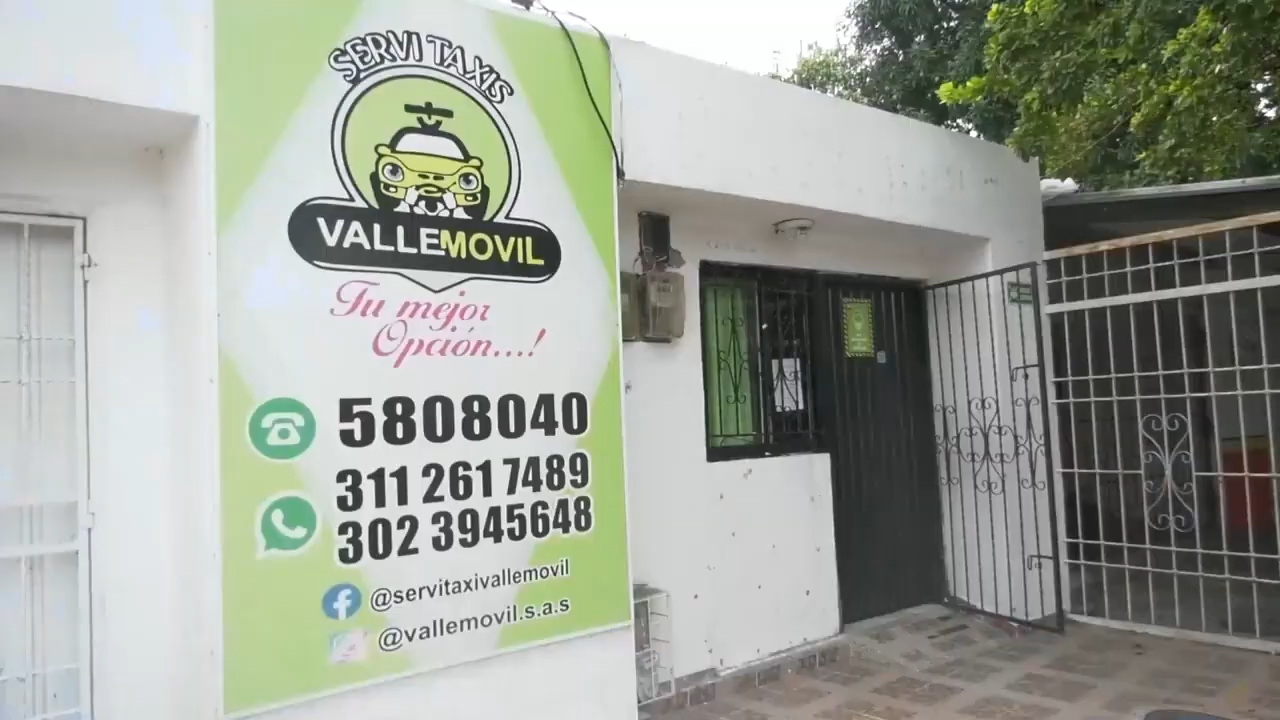 SERVI TAXIS
VALLEMOVIL
Tu mejor
Opción...!
5808040
311 261 7489
302 3945648
@servitaxivallemovil
@vallemovil.s.a.s